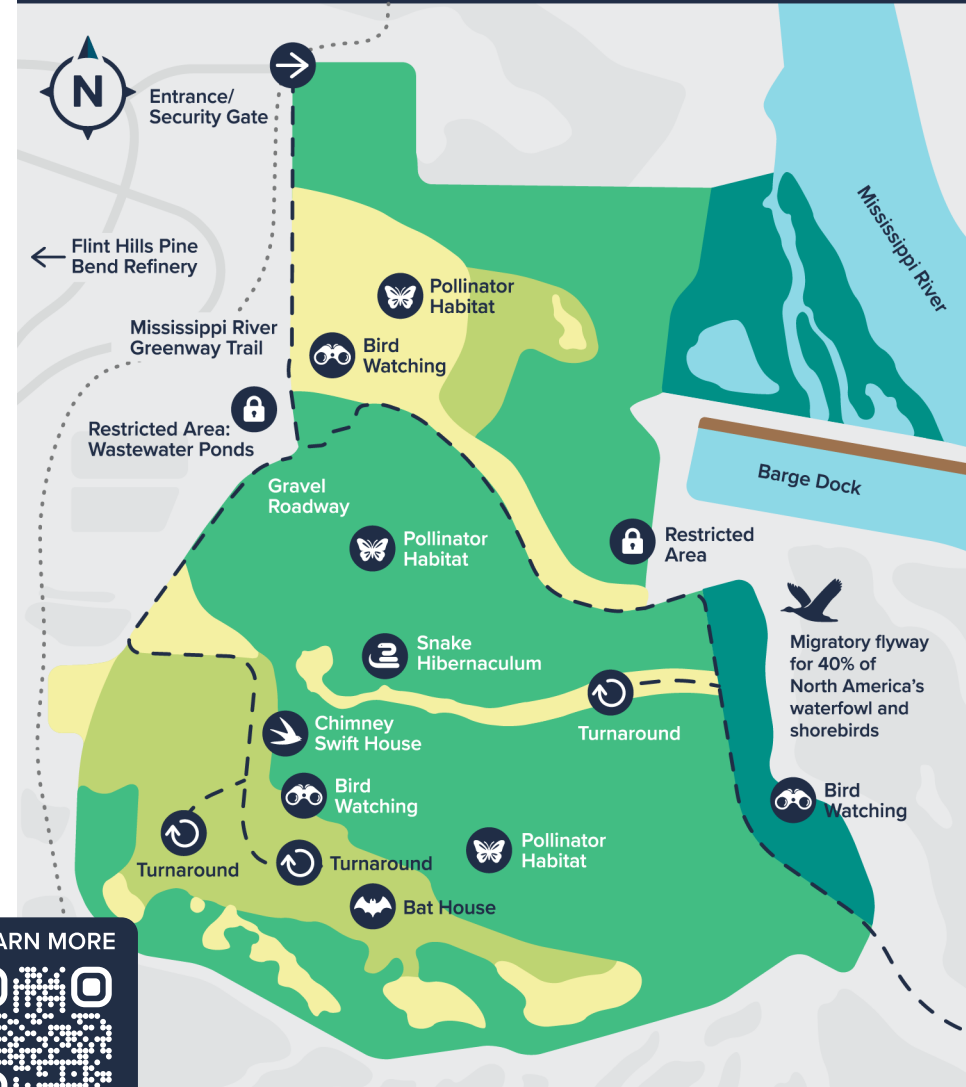 N
Entrance/
Security Gate
Flint Hills Pine
Bend Refinery
Mississippi River
Pollinator
Habitat
Mississippi River
Greenway Trail
Bird
Watching
Restricted Area:
Wastewater Ponds
Barge Dock
Gravel
Roadway
Pollinator
Habitat
Restricted
Area
Snake
Hibernaculum
Migratory flyway
for 40% of
North America's
waterfowl and
shorebirds
Chimney
Swift House
Turnaround
Bird
Watching
Bird
Watching
Pollinator
Habitat
Turnaround
Turnaround
Bat House
ARN MORE